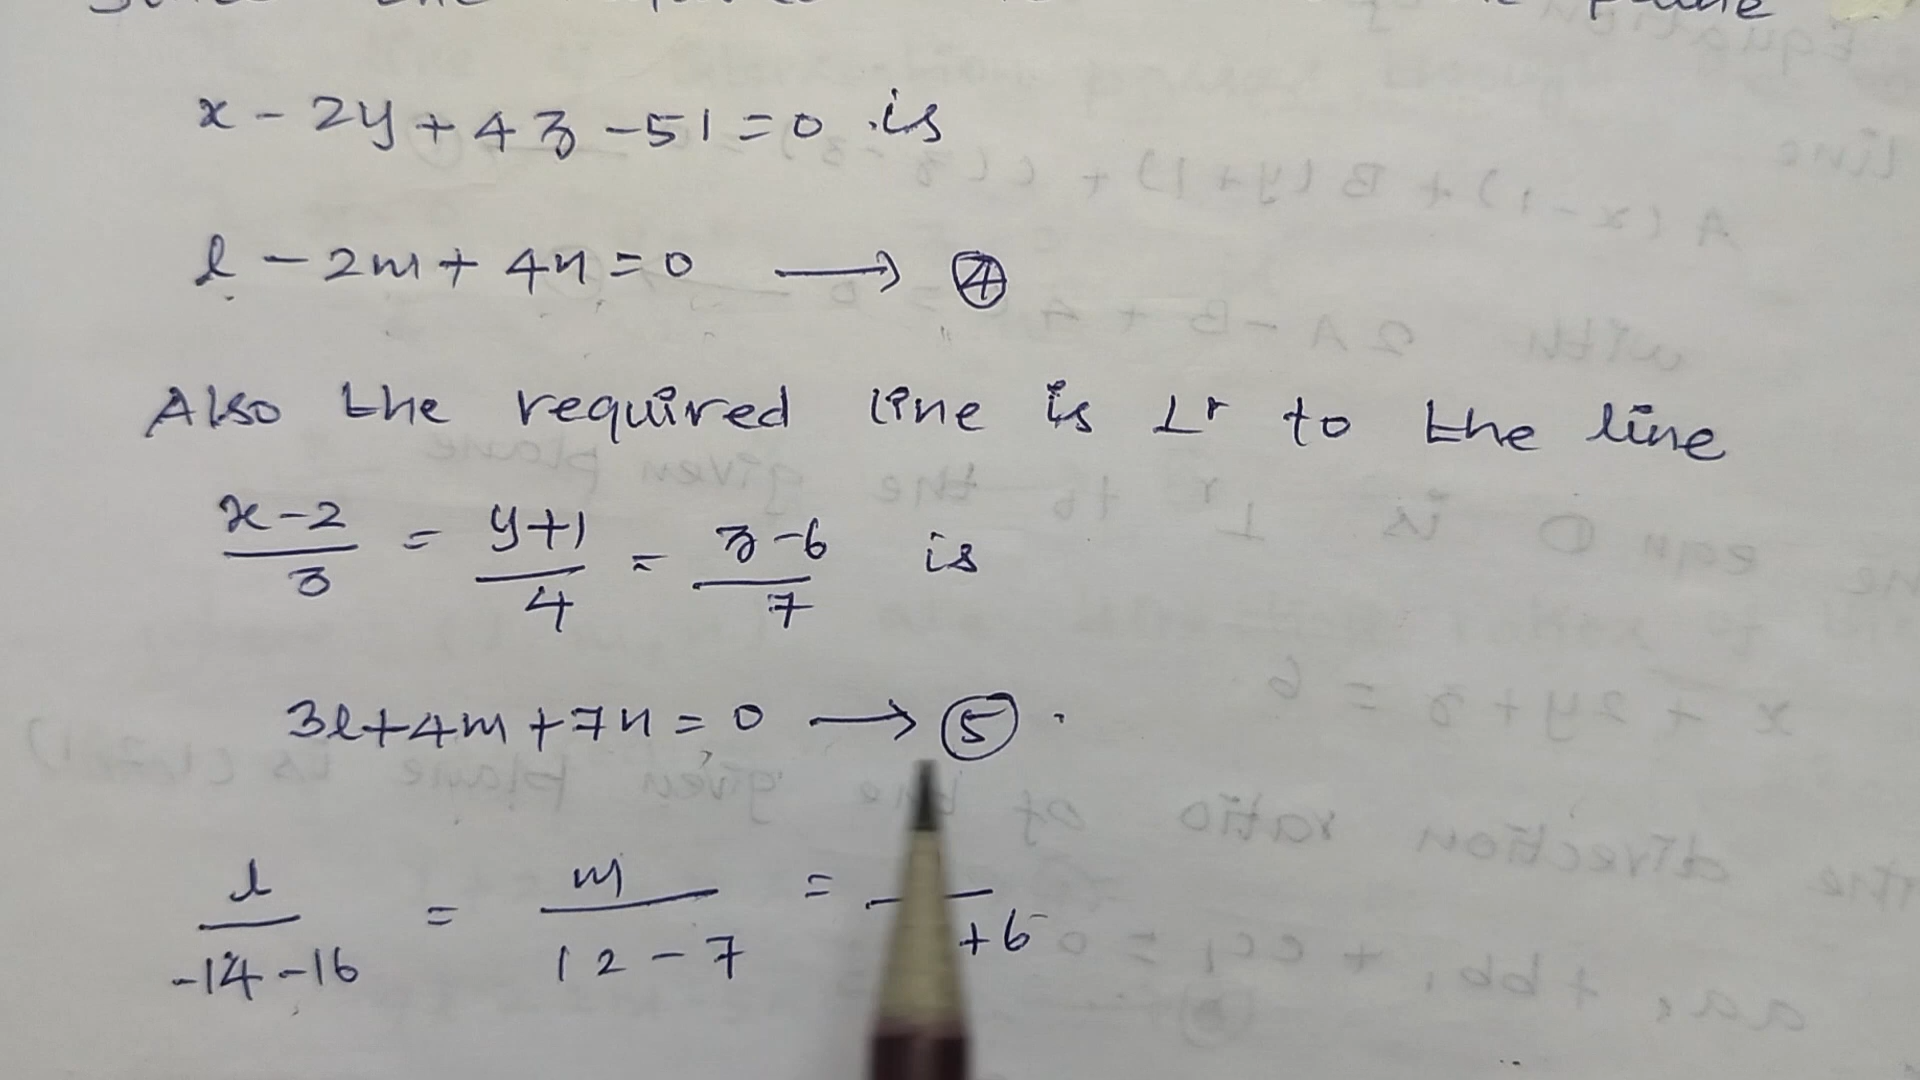 x - 2y + 4z - 51 = 0 is
l - 2m + 4n = 0 → ④
Also the required line is ⊥r to the line
x-2/3 = y+1/4 = z-6/7 is
3l + 4m + 7n = 0 → ⑤.
l/-14-16 = m/12-7 = /+6